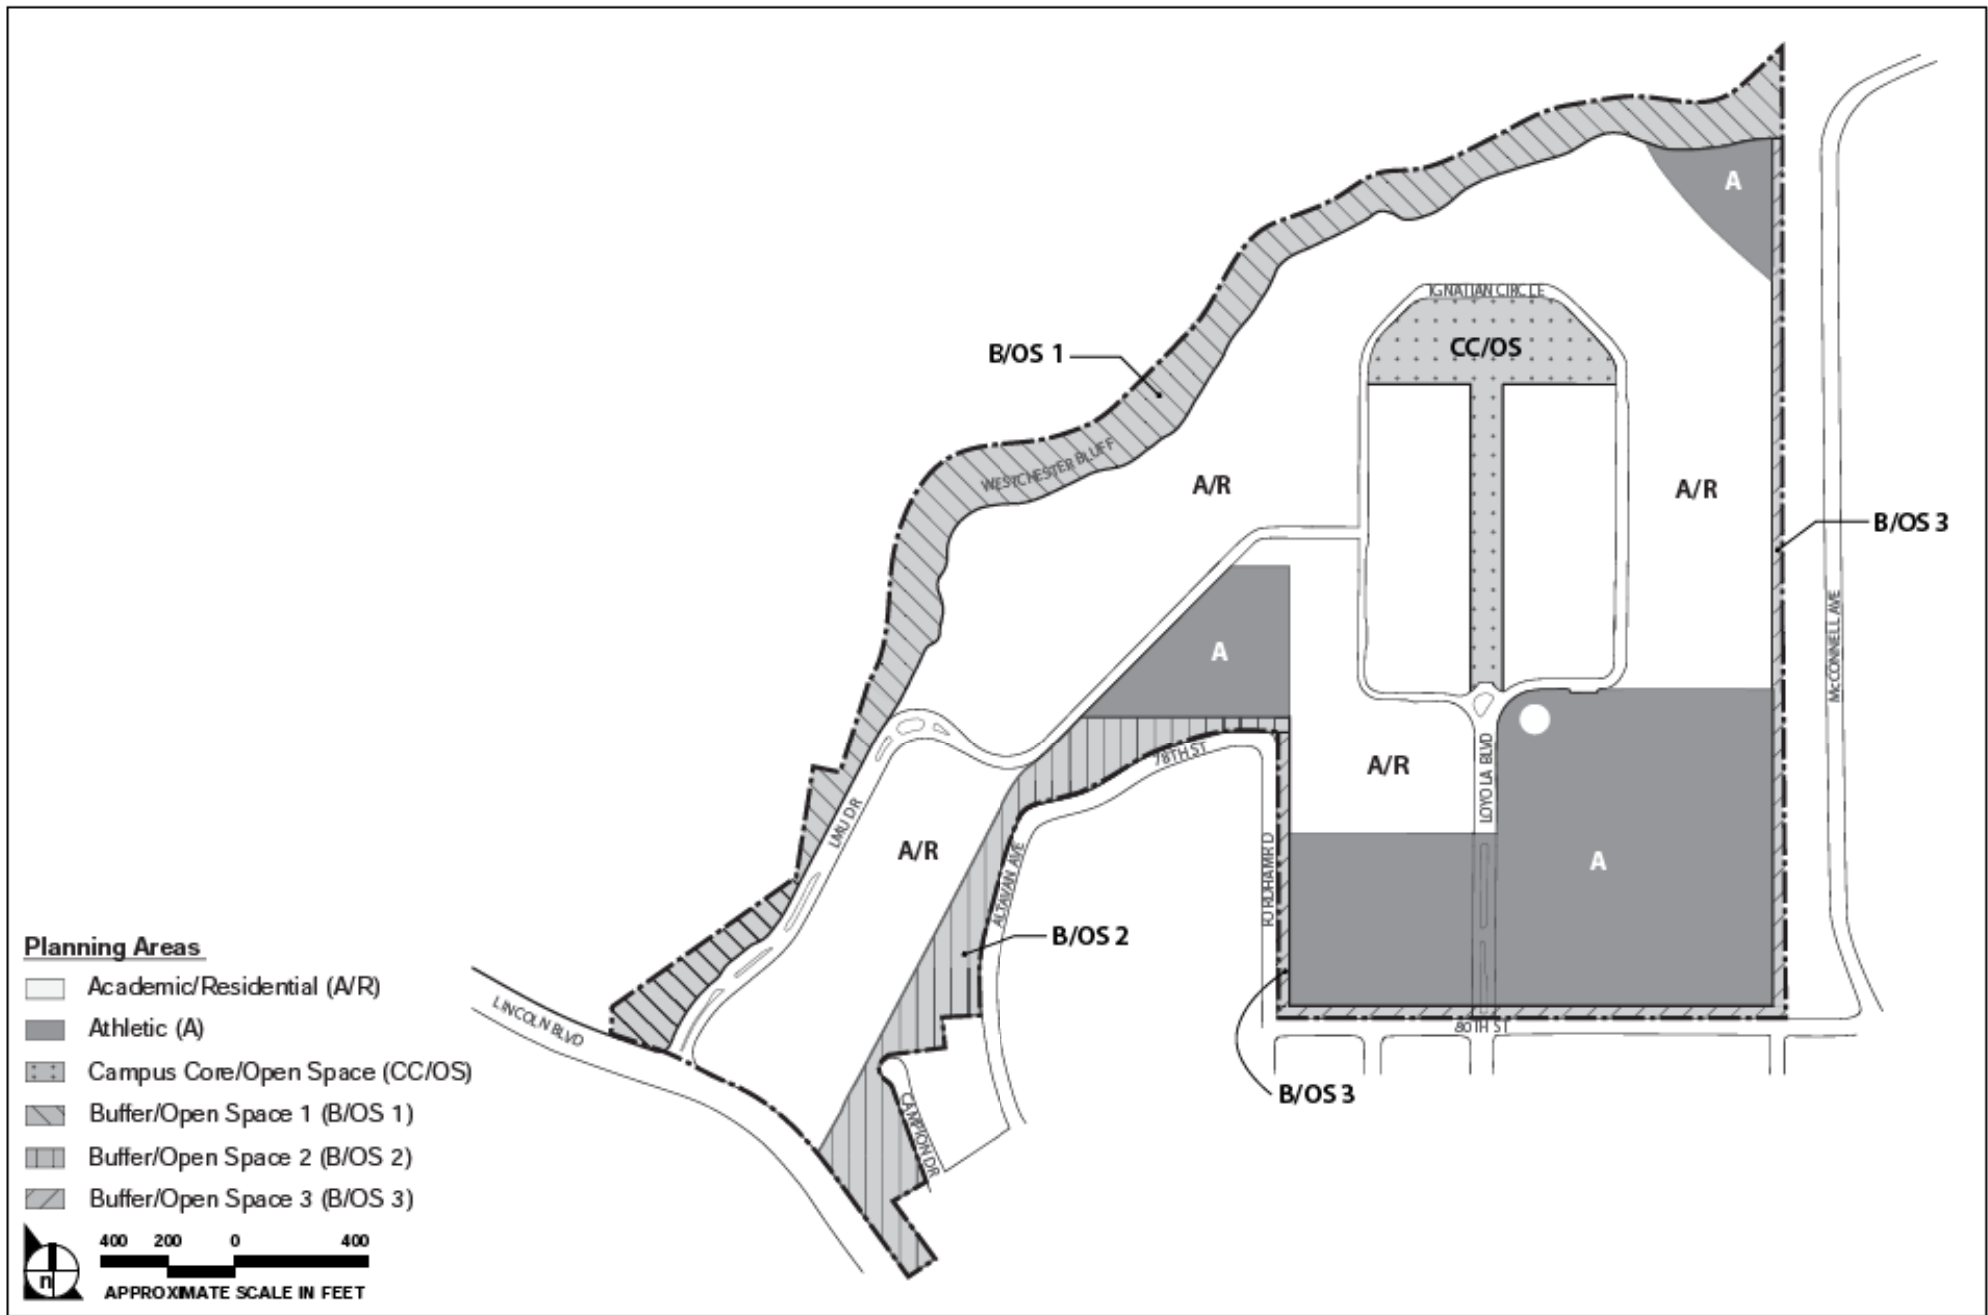 A
IGNATIAN CIRCLE
CC/OS
B/OS 1
WESTCHESTER BLUFF
A/R
A/R
B/OS 3
McCONNELL AVE
A
78TH ST
A/R
LOYOLA BLVD
LMU DR
A/R
A
ALTAVAN AVE
FORDHAM RD
B/OS 2
LINCOLN BLVD
80TH ST
B/OS 3
CAMPION DR
Planning Areas
Academic/Residential (A/R)
Athletic (A)
Campus Core/Open Space (CC/OS)
Buffer/Open Space 1 (B/OS 1)
Buffer/Open Space 2 (B/OS 2)
Buffer/Open Space 3 (B/OS 3)
400 200 0 400
n
APPROXIMATE SCALE IN FEET